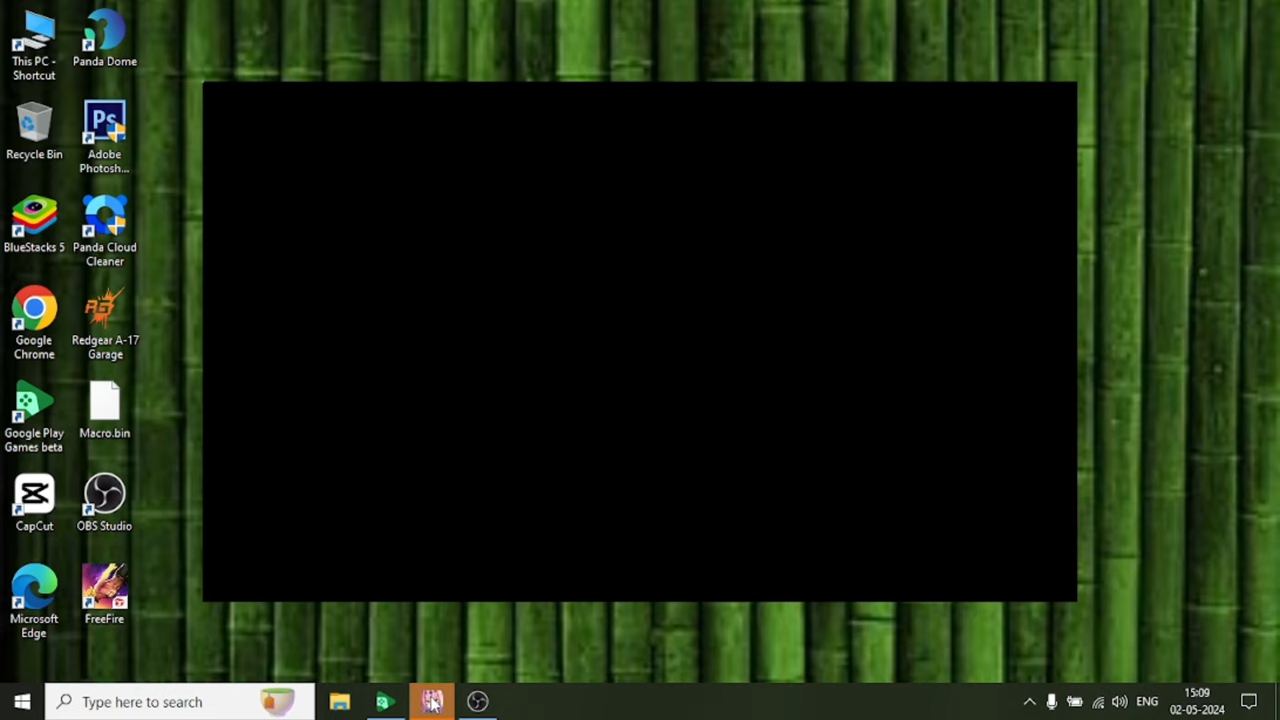 This PC -
Shortcut
Panda Dome
Recycle Bin
Ps
Adobe
Photosh...
BlueStacks 5
Panda Cloud
Cleaner
Google
Chrome
RG
Redgear A-17
Garage
Google Play
Games beta
Macro.bin
CapCut
OBS Studio
Microsoft
Edge
FreeFire
Type here to search
ENG
15:09
02-05-2024